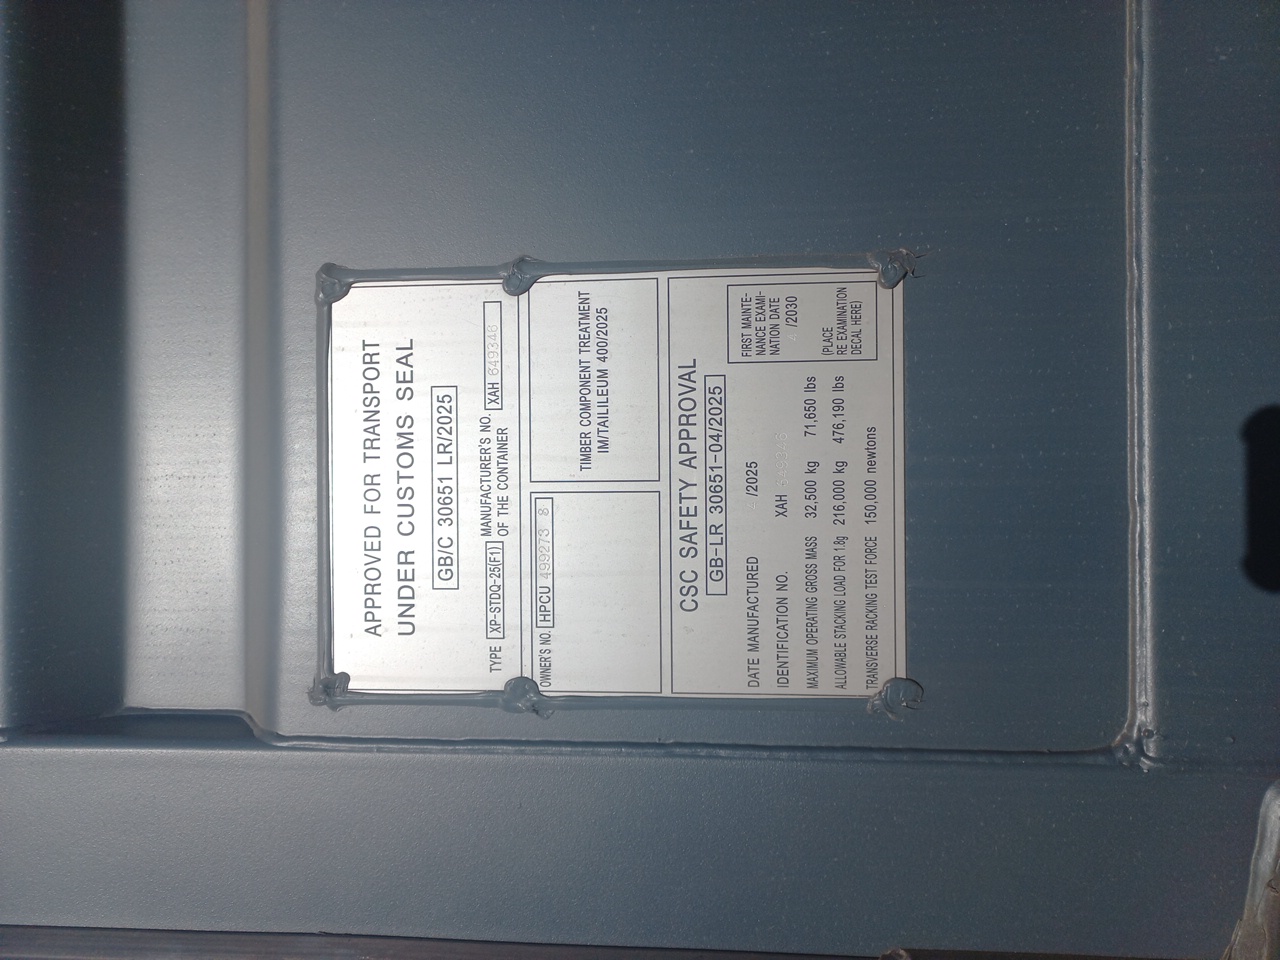 APPROVED FOR TRANSPORT
UNDER CUSTOMS SEAL
GB/C 30651 LR/2025
TYPE XP-STDQ-25(F1) MANUFACTURER'S NO. OF THE CONTAINER XAH 649348
OWNER'S NO. HPCU 499273 8
TIMBER COMPONENT TREATMENT
IM/TAILILEUM 400/2025
CSC SAFETY APPROVAL
GB-LR 30651-04/2025
DATE MANUFACTURED /2025
IDENTIFICATION NO. XAH
MAXIMUM OPERATING GROSS MASS 32,500 kg 71,650 lbs
ALLOWABLE STACKING LOAD FOR 1.8g 216,000 kg 476,190 lbs
TRANSVERSE RACKING TEST FORCE 150,000 newtons
FIRST MAINTE-
NANCE EXAMI-
NATION DATE
4 /2030
(PLACE
RE EXAMINATION
DECAL HERE)